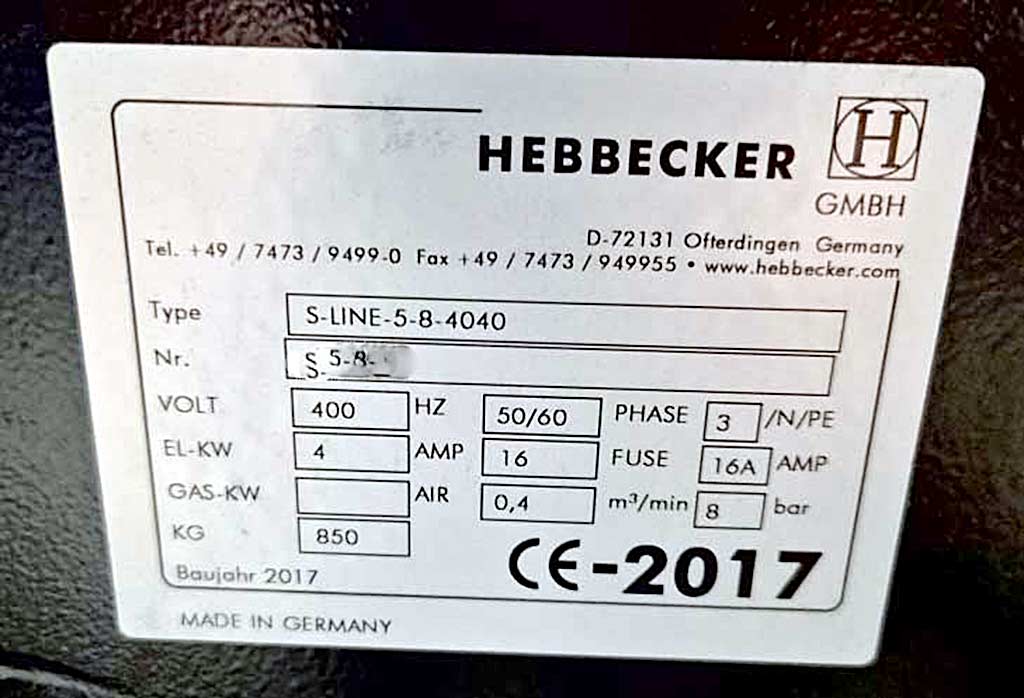 HEBBECKER
H
GMBH
D-72131 Ofterdingen Germany
Tel. +49 / 7473 / 9499-0 Fax +49 / 7473 / 949955 • www.hebbecker.com
Type S-LINE-5-8-4040
Nr. S 5-8-
VOLT 400 HZ 50/60 PHASE 3 /N/PE
EL-KW 4 AMP 16 FUSE 16A AMP
GAS-KW AIR 0,4 m³/min 8 bar
KG 850
CE-2017
Baujahr 2017
MADE IN GERMANY